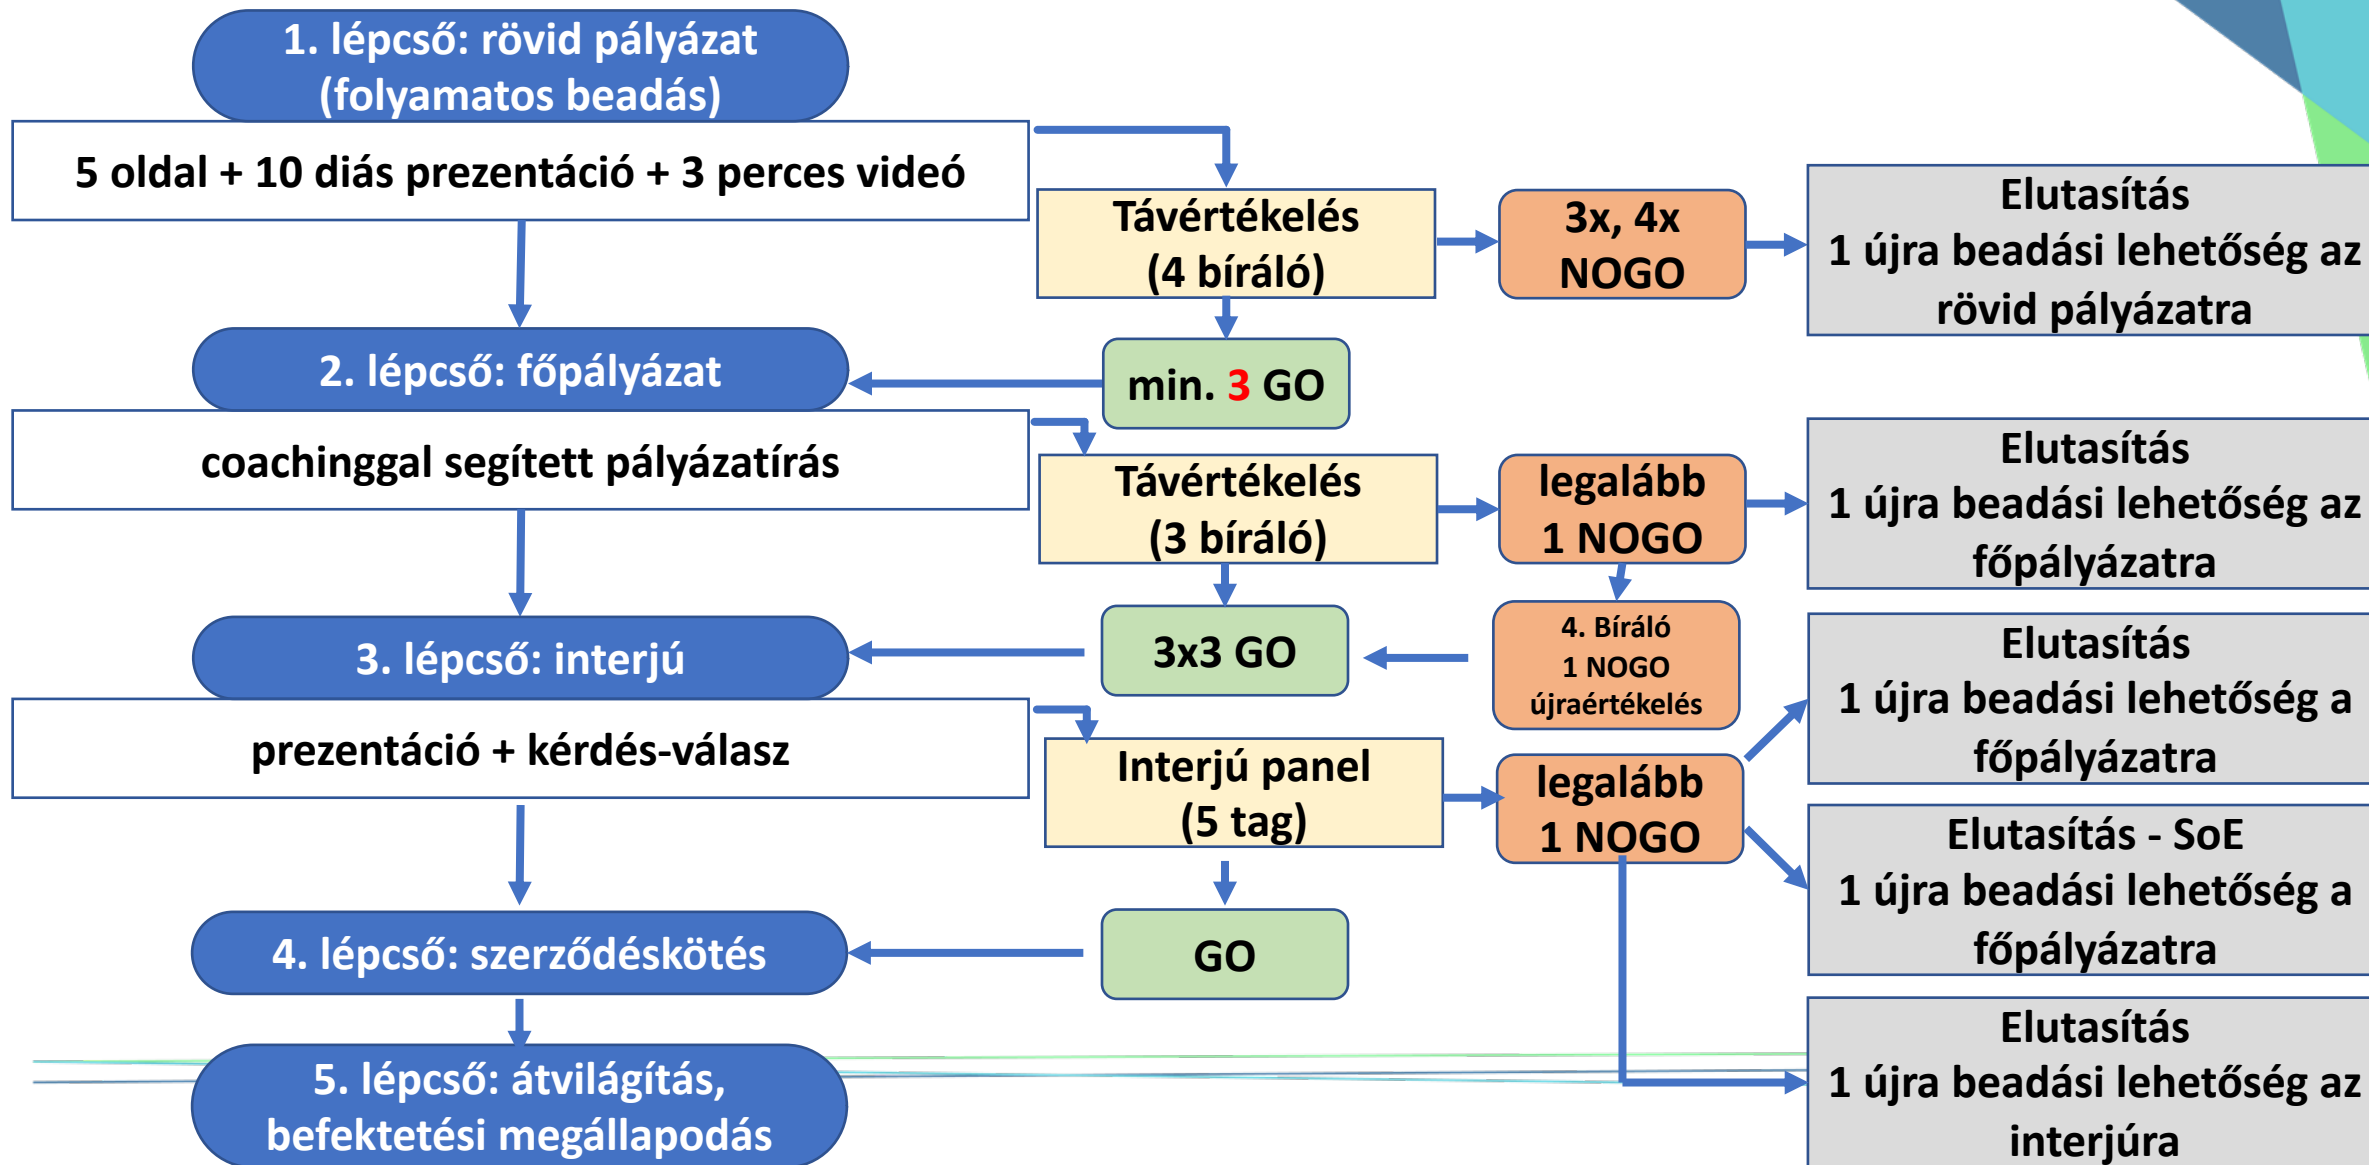 1. lépcső: rövid pályázat
(folyamatos beadás)
5 oldal + 10 diás prezentáció + 3 perces videó
Távértékelés
(4 bíráló)
3x, 4x
NOGO
Elutasítás
1 újra beadási lehetőség az
rövid pályázatra
min. 3 GO
2. lépcső: főpályázat
coachinggal segített pályázatírás
Távértékelés
(3 bíráló)
legalább
1 NOGO
Elutasítás
1 újra beadási lehetőség az
főpályázatra
4. Bíráló
1 NOGO
újraértékelés
3x3 GO
3. lépcső: interjú
prezentáció + kérdés-válasz
Interjú panel
(5 tag)
legalább
1 NOGO
Elutasítás
1 újra beadási lehetőség a
főpályázatra
Elutasítás - SoE
1 újra beadási lehetőség a
főpályázatra
Elutasítás
1 újra beadási lehetőség az
interjúra
GO
4. lépcső: szerződéskötés
5. lépcső: átvilágítás,
befektetési megállapodás